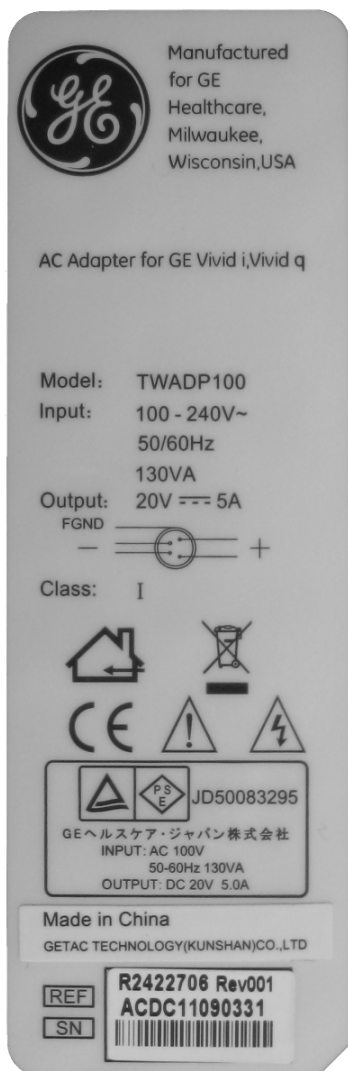 GE
Manufactured
for GE
Healthcare,
Milwaukee,
Wisconsin,USA
AC Adapter for GE Vivid i,Vivid q
Model: TWADP100
Input: 100 - 240V~
50/60Hz
130VA
Output: 20V ⎓ 5A
FGND
− +
Class: I
CE
PS
E
JD50083295
GEヘルスケア・ジャパン株式会社
INPUT: AC 100V
50-60Hz 130VA
OUTPUT: DC 20V 5.0A
Made in China
GETAC TECHNOLOGY(KUNSHAN)CO.,LTD
REF R2422706 Rev001
SN ACDC11090331